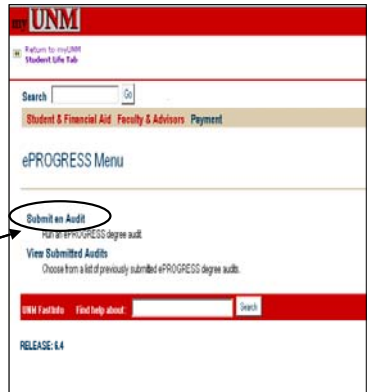 my UNM
Return to myUNM
Student Life Tab
Search Go
Student & Financial Aid Faculty & Advisors Payment
ePROGRESS Menu
Submit an Audit
Run an ePROGRESS degree audit.
View Submitted Audits
Choose from a list of previously submitted ePROGRESS degree audits.
UNM FastInfo Find help about: Search
RELEASE: 6.4